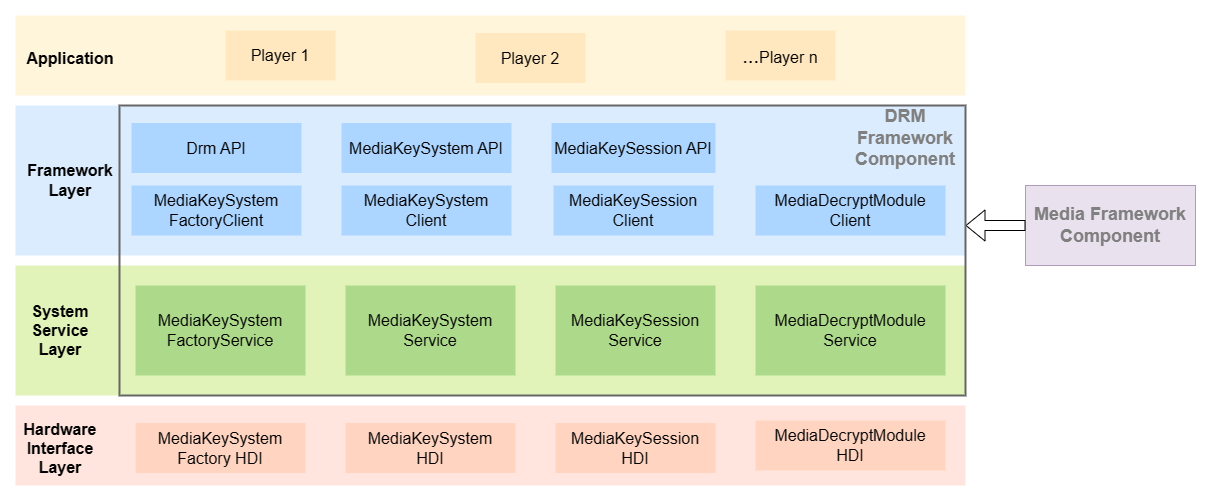 Application
Player 1
Player 2
...Player n
Framework
Layer
DRM
Framework
Component
Drm API
MediaKeySystem API
MediaKeySession API
MediaKeySystem
FactoryClient
MediaKeySystem
Client
MediaKeySession
Client
MediaDecryptModule
Client
Media Framework
Component
System
Service
Layer
MediaKeySystem
FactoryService
MediaKeySystem
Service
MediaKeySession
Service
MediaDecryptModule
Service
Hardware
Interface
Layer
MediaKeySystem
Factory HDI
MediaKeySystem
HDI
MediaKeySession
HDI
MediaDecryptModule
HDI